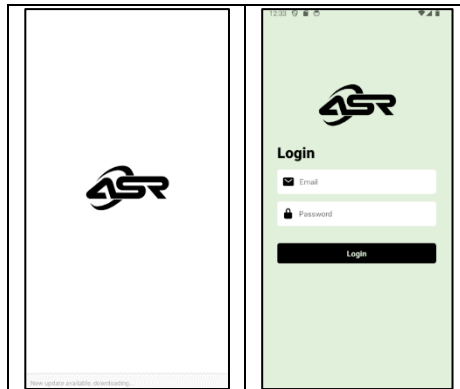 ASR
New update available, downloading...
12:33
ASR
Login
Email
Password
Login